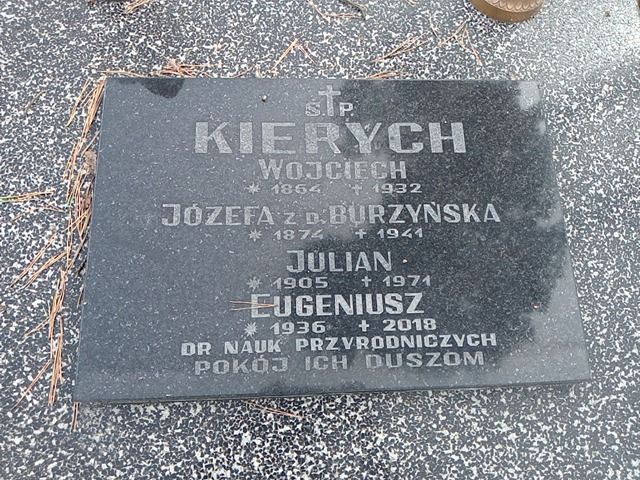 Ś.†P.
KIERYCH
WOJCIECH
* 1864 † 1932
JÓZEFA Z D. BURZYŃSKA
* 1874 † 1941
JULIAN
* 1905 † 1971
EUGENIUSZ
* 1936 † 2018
DR NAUK PRZYRODNICZYCH
POKÓJ ICH DUSZOM